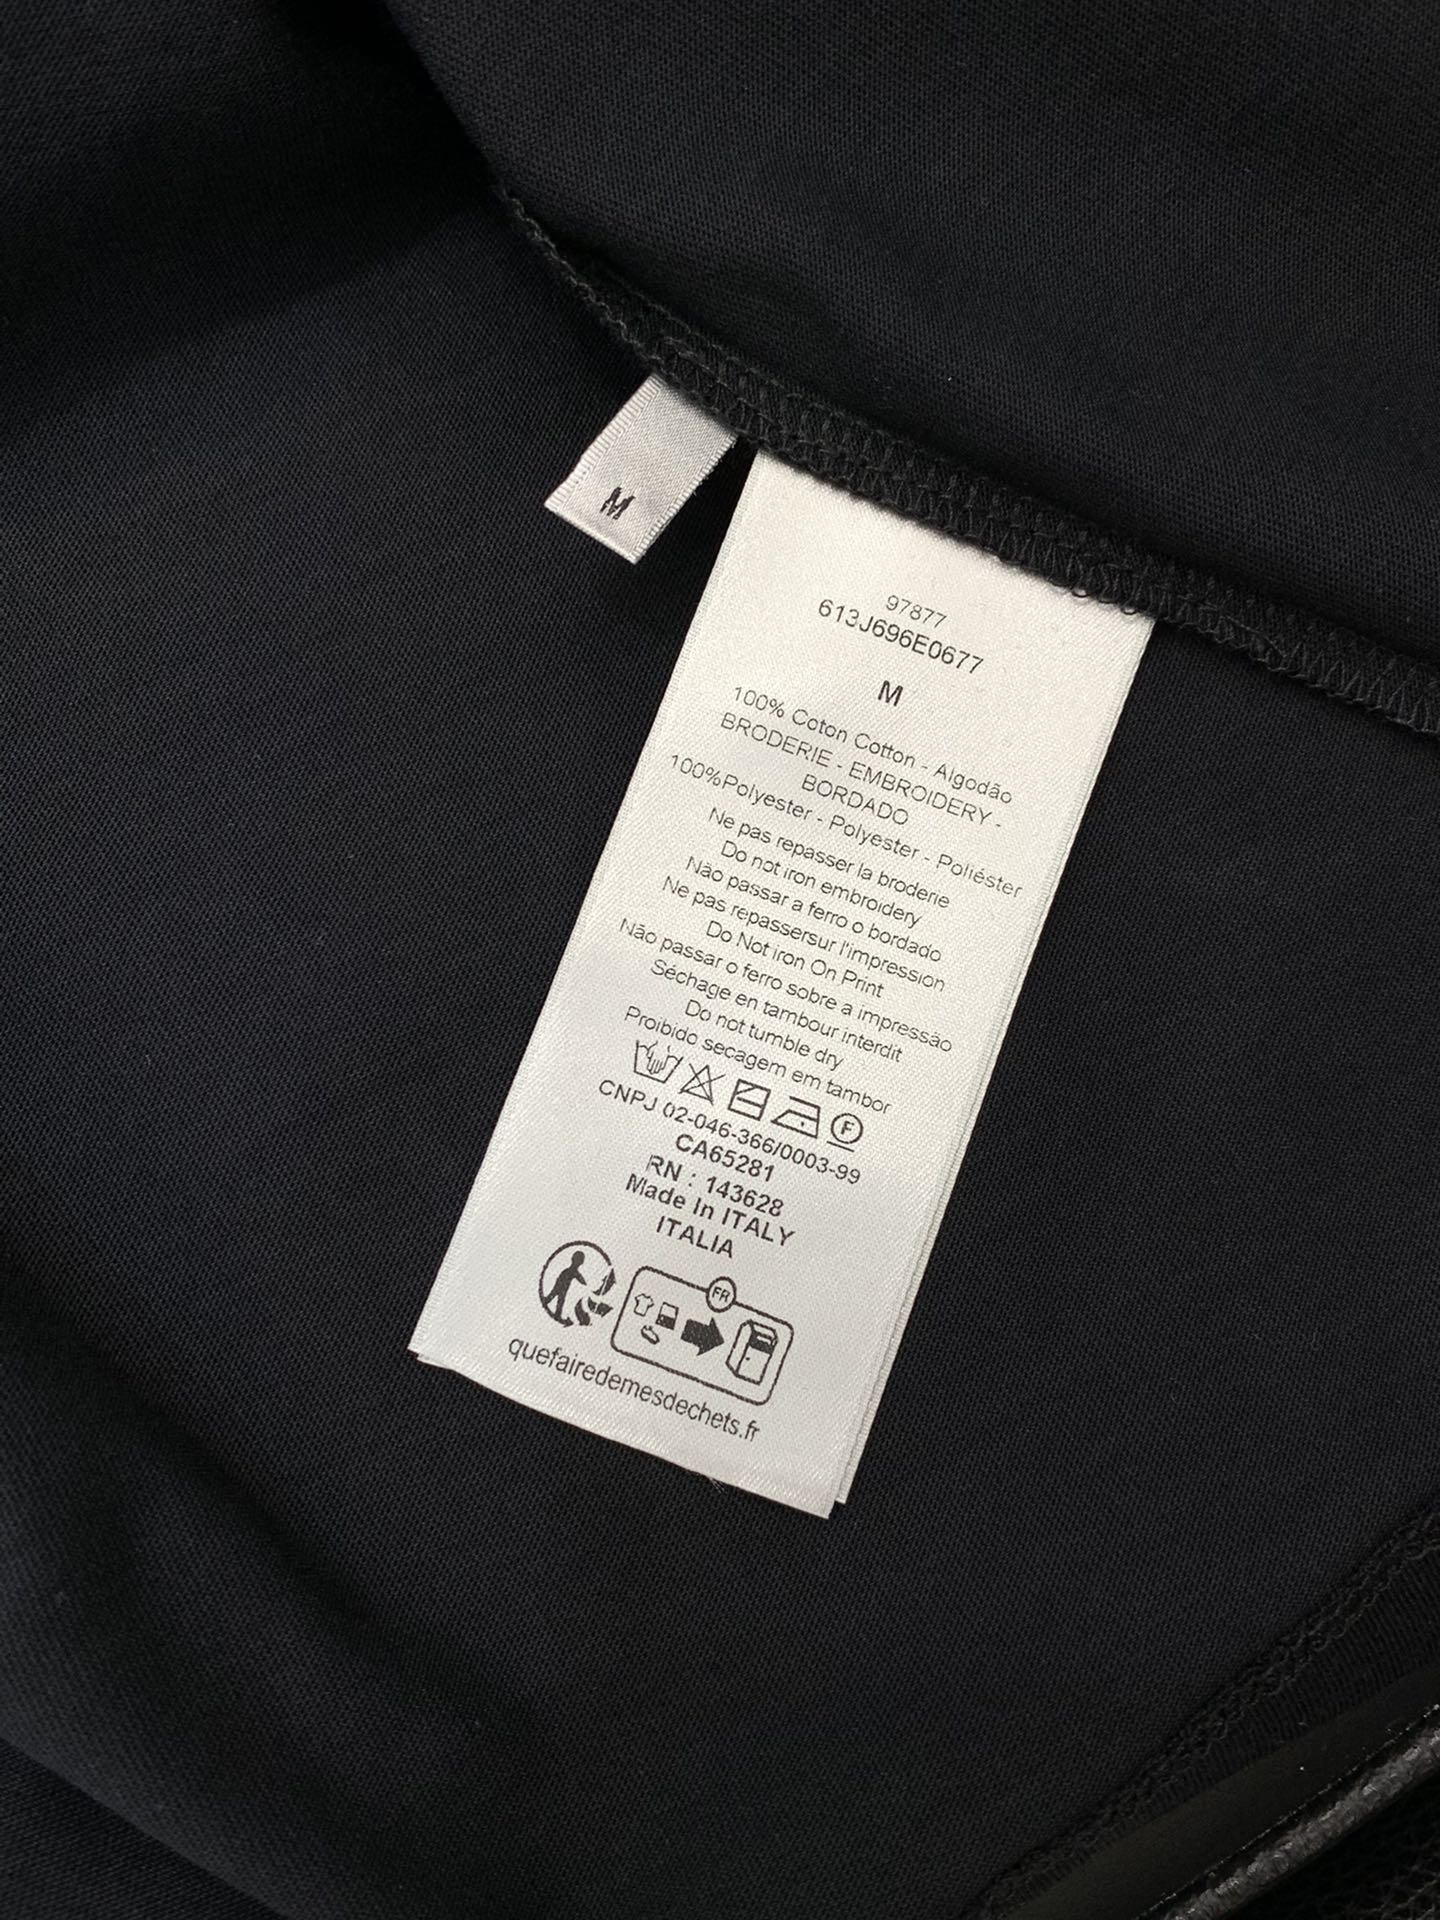 M
97877
613J696E0677
M
100% Coton Cotton - Algodão
BRODERIE - EMBROIDERY -
BORDADO
100%Polyester - Polyester - Poliéster
Ne pas repasser la broderie
Do not iron embroidery
Não passar a ferro o bordado
Ne pas repassersur l'impression
Do Not iron On Print
Não passar o ferro sobre a impressão
Séchage en tambour interdit
Do not tumble dry
Proibido secagem em tambor
F
CNPJ 02-046-366/0003-99
CA65281
RN : 143628
Made In ITALY
ITALIA
FR
quefairedemesdechets.fr